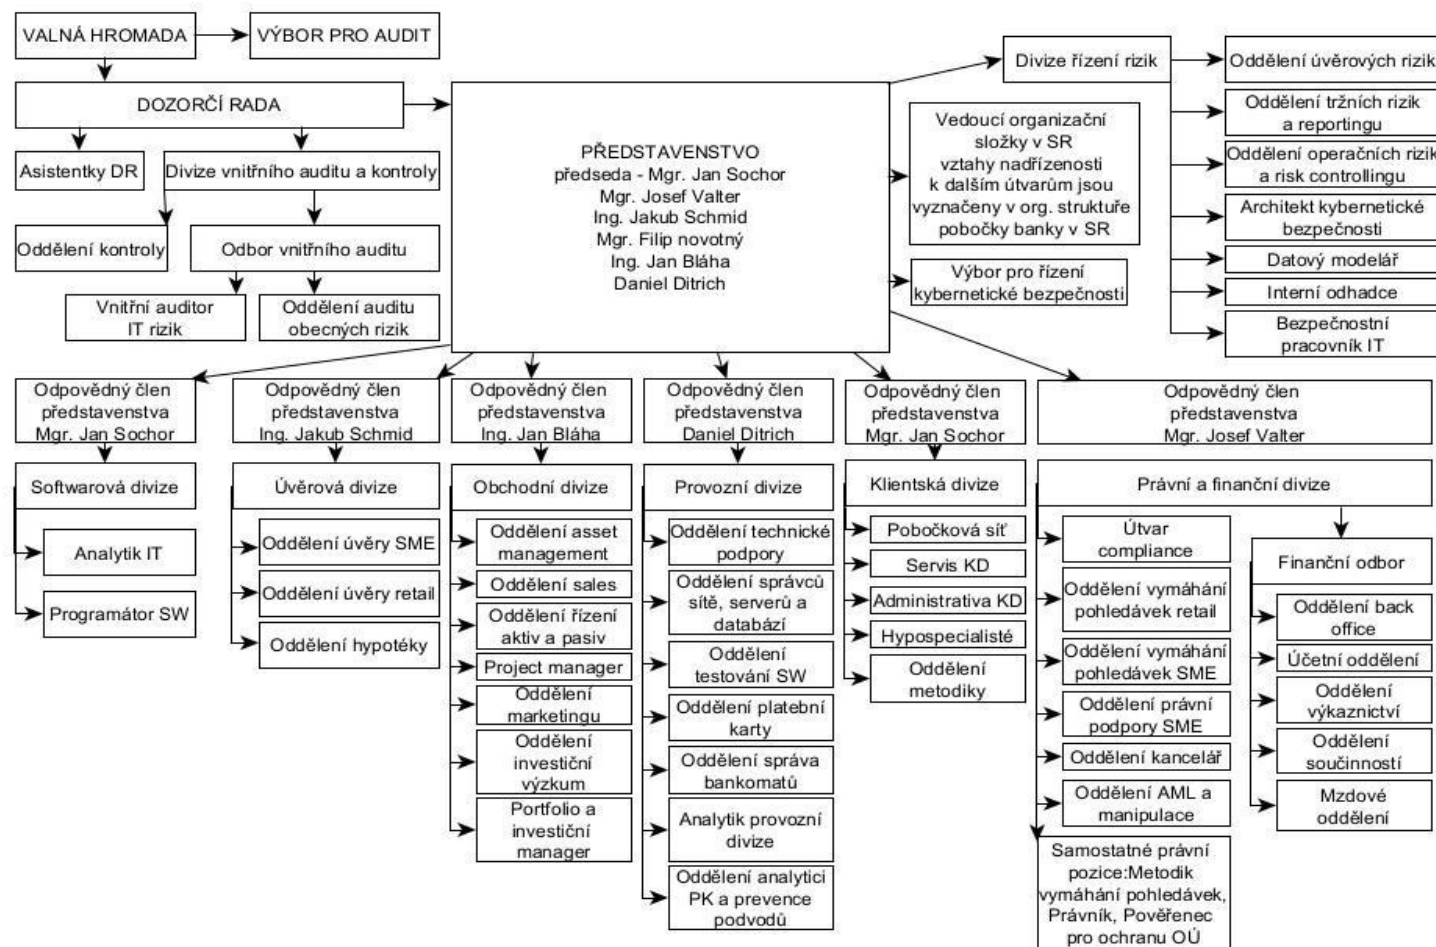 VALNÁ HROMADA
VÝBOR PRO AUDIT
DOZORČÍ RADA
Asistentky DR
Divize vnitřního auditu a kontroly
Oddělení kontroly
Odbor vnitřního auditu
Vnitřní auditor
IT rizik
Oddělení auditu
obecných rizik
PŘEDSTAVENSTVO
předseda - Mgr. Jan Sochor
Mgr. Josef Valter
Ing. Jakub Schmid
Mgr. Filip novotný
Ing. Jan Bláha
Daniel Ditrich
Vedoucí organizační
složky v SR
vztahy nadřízenosti
k dalším útvarům jsou
vyznačeny v org. struktuře
pobočky banky v SR
Výbor pro řízení
kybernetické bezpečnosti
Divize řízení rizik
Oddělení úvěrových rizik
Oddělení tržních rizik
a reportingu
Oddělení operačních rizik
a risk controllingu
Architekt kybernetické
bezpečnosti
Datový modelář
Interní odhadce
Bezpečnostní
pracovník IT
Odpovědný člen
představenstva
Mgr. Jan Sochor
Softwarová divize
Analytik IT
Programátor SW
Odpovědný člen
představenstva
Ing. Jakub Schmid
Úvěrová divize
Oddělení úvěry SME
Oddělení úvěry retail
Oddělení hypotéky
Odpovědný člen
představenstva
Ing. Jan Bláha
Obchodní divize
Oddělení asset
management
Oddělení sales
Oddělení řízení
aktiv a pasiv
Project manager
Oddělení
marketingu
Oddělení
investiční
výzkum
Portfolio a
investiční
manager
Odpovědný člen
představenstva
Daniel Ditrich
Provozní divize
Oddělení technické
podpory
Oddělení správců
sítě, serverů a
databází
Oddělení
testování SW
Oddělení platební
karty
Oddělení správa
bankomatů
Analytik provozní
divize
Oddělení analytici
PK a prevence
podvodů
Odpovědný člen
představenstva
Mgr. Jan Sochor
Klientská divize
Pobočková síť
Servis KD
Administrativa KD
Hypospecialisté
Oddělení
metodiky
Odpovědný člen
představenstva
Mgr. Josef Valter
Právní a finanční divize
Útvar
compliance
Oddělení vymáhání
pohledávek retail
Oddělení vymáhání
pohledávek SME
Oddělení právní
podpory SME
Oddělení kancelář
Oddělení AML a
manipulace
Samostatné právní
pozice:Metodik
vymáhání pohledávek,
Právník, Pověřenec
pro ochranu OÚ
Finanční odbor
Oddělení back
office
Účetní oddělení
Oddělení
výkaznictví
Oddělení
součinností
Mzdové
oddělení